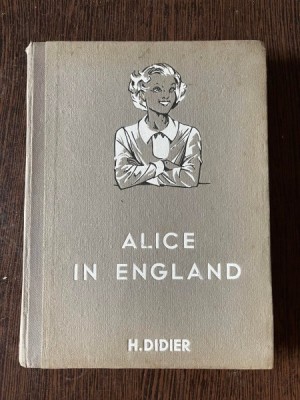 ALICE
IN ENGLAND
H. DIDIER